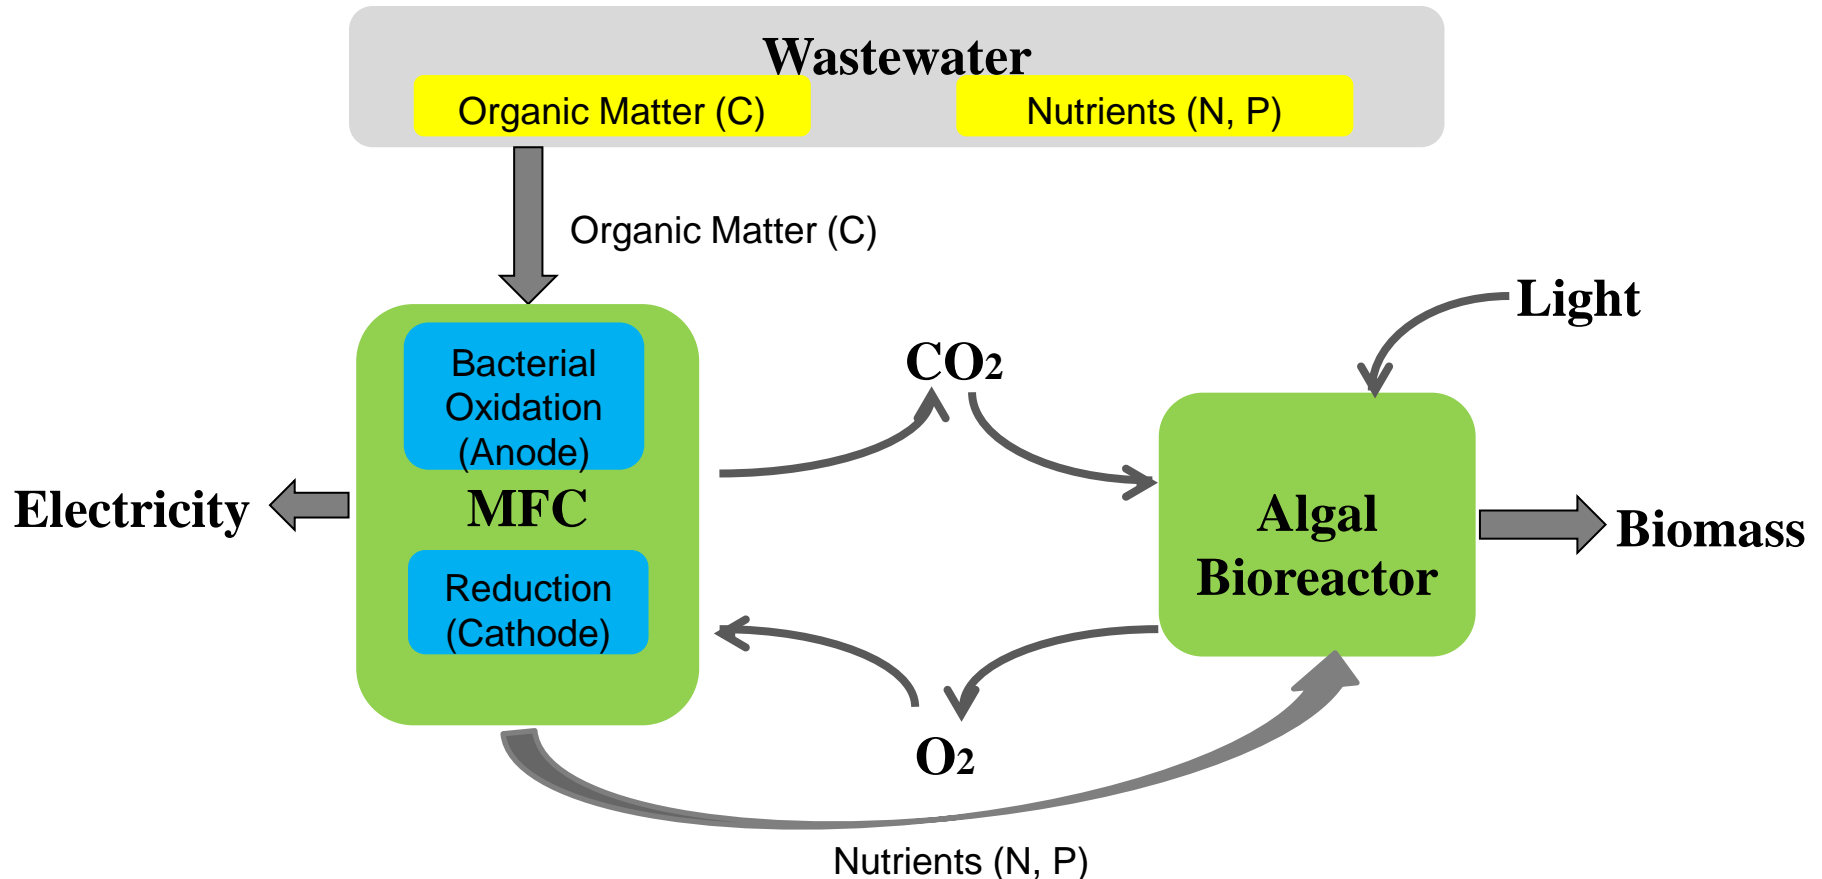 Wastewater
Organic Matter (C)
Nutrients (N, P)
Organic Matter (C)
Light
Bacterial
Oxidation
(Anode)
CO2
Electricity
MFC
Algal
Bioreactor
Biomass
Reduction
(Cathode)
O2
Nutrients (N, P)